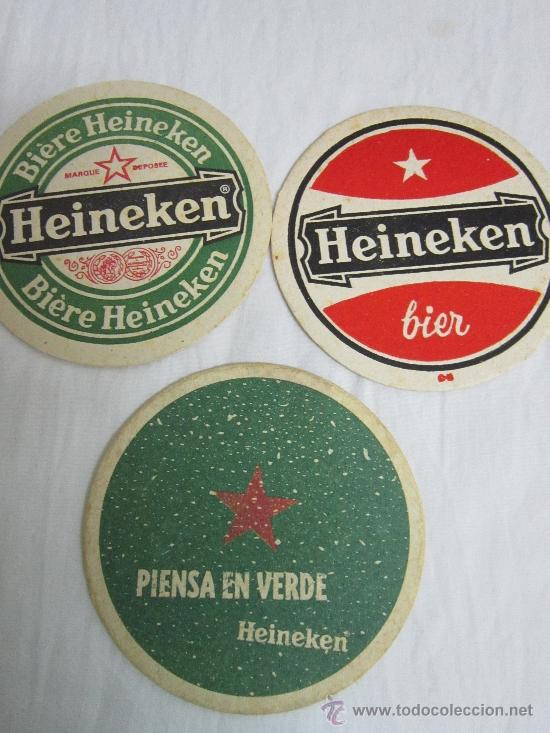 Bière Heineken
MARQUE DEPOSEE
Heineken®
Bière Heineken
Heineken
bier
PIENSA EN VERDE
Heineken
www.todocoleccion.net